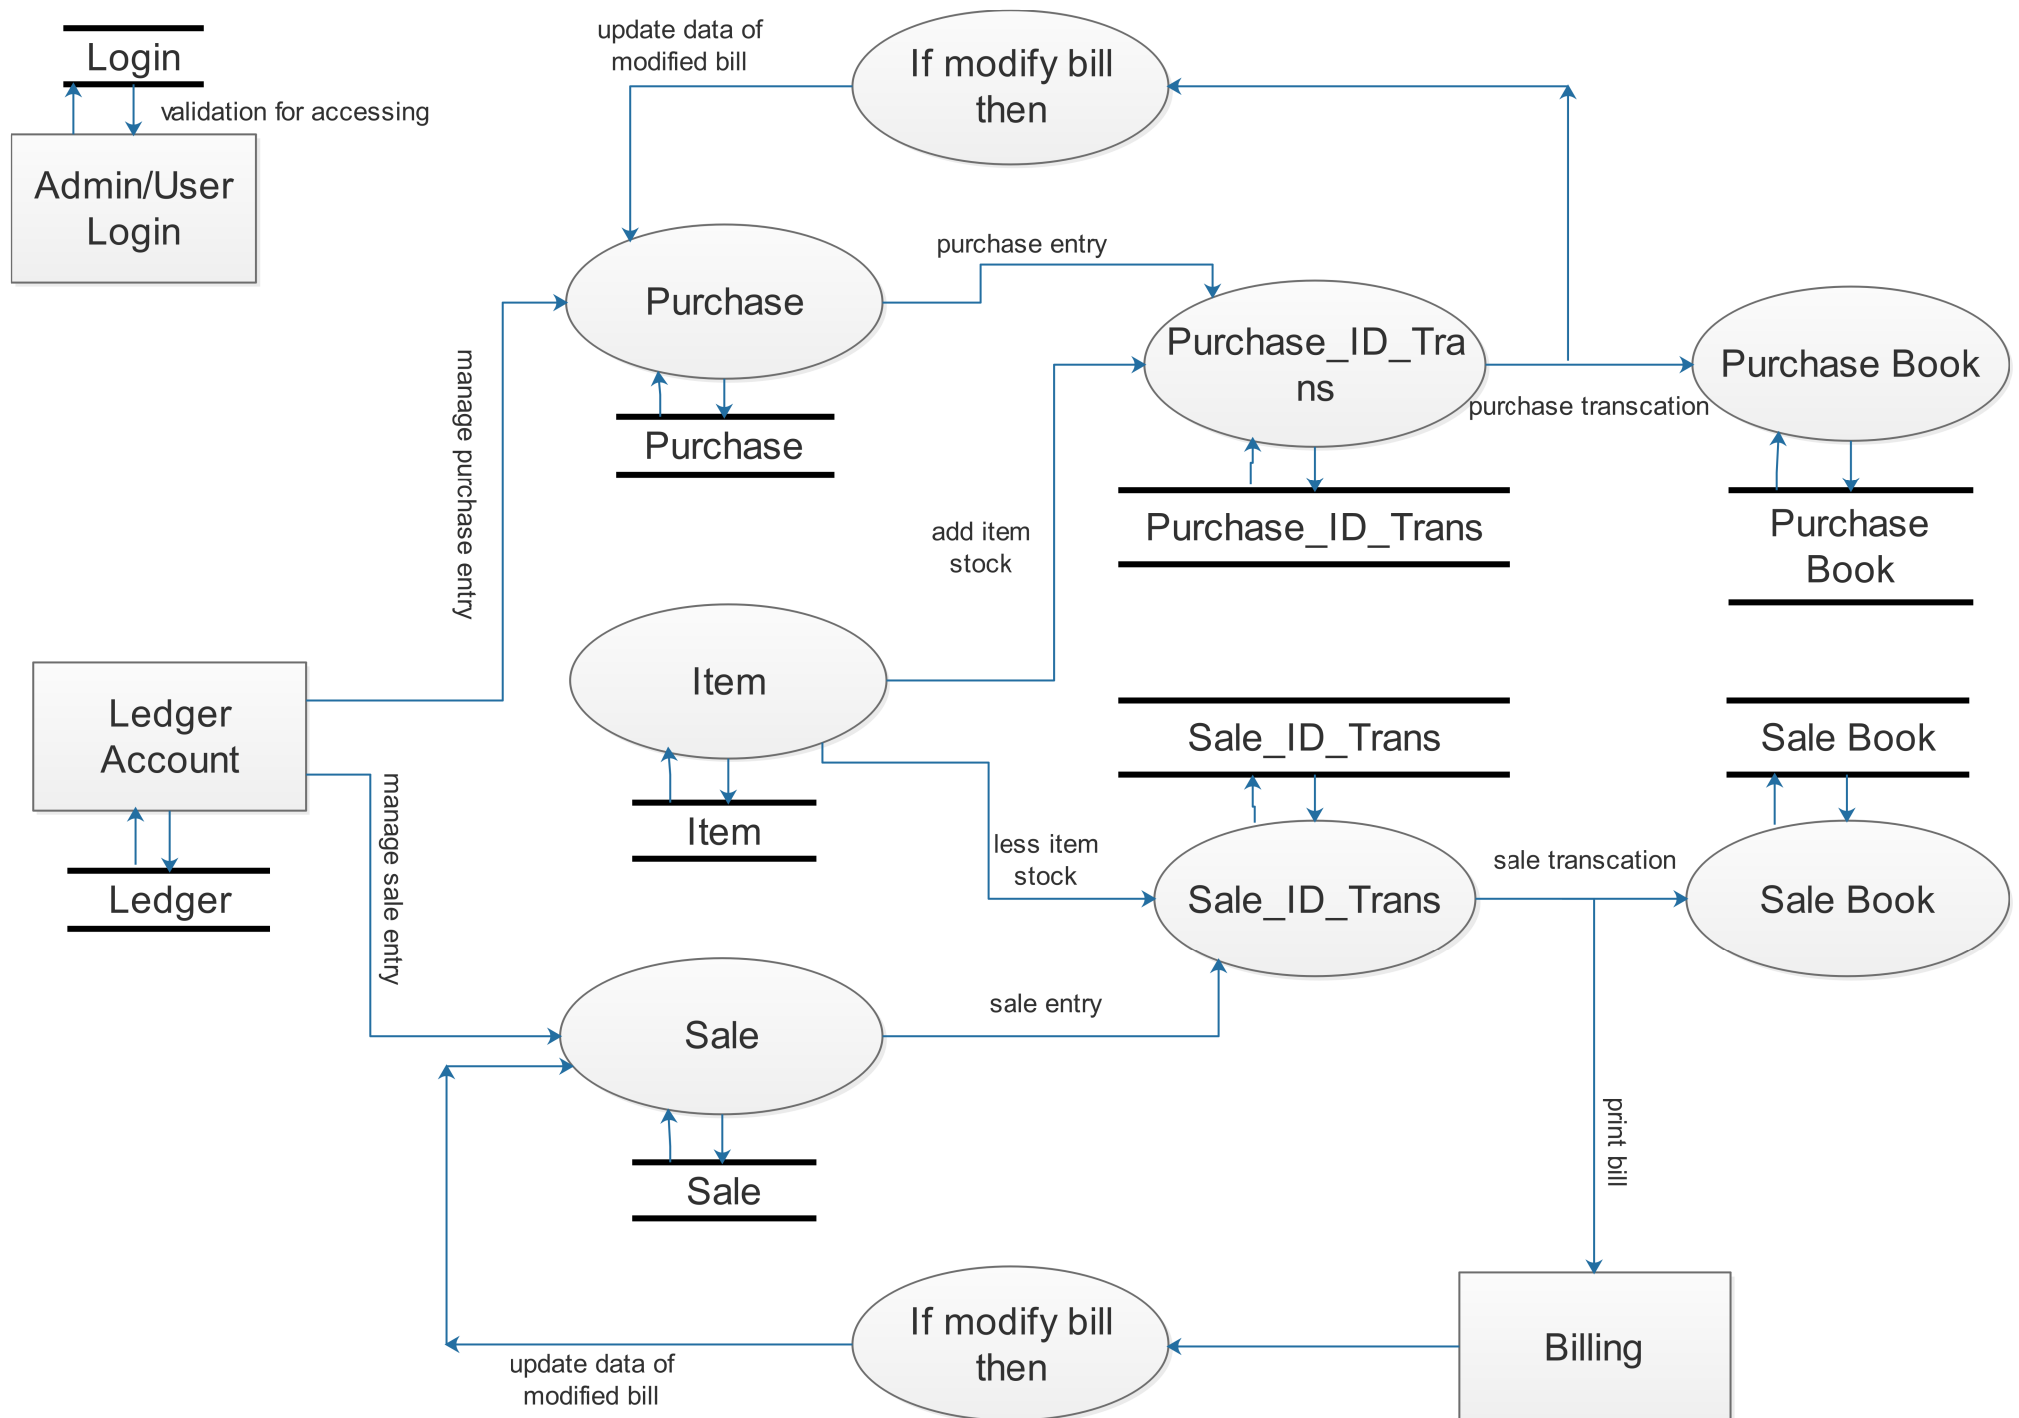 update data of
modified bill
If modify bill
then
Login
validation for accessing
Admin/User
Login
purchase entry
Purchase
Purchase_ID_Tra
ns
Purchase Book
manage purchase entry
purchase transcation
Purchase
Purchase_ID_Trans
Purchase
Book
add item
stock
Item
Ledger
Account
Sale_ID_Trans
Sale Book
manage sale entry
Item
less item
stock
sale transcation
Ledger
Sale_ID_Trans
Sale Book
sale entry
Sale
print bill
Sale
If modify bill
then
Billing
update data of
modified bill